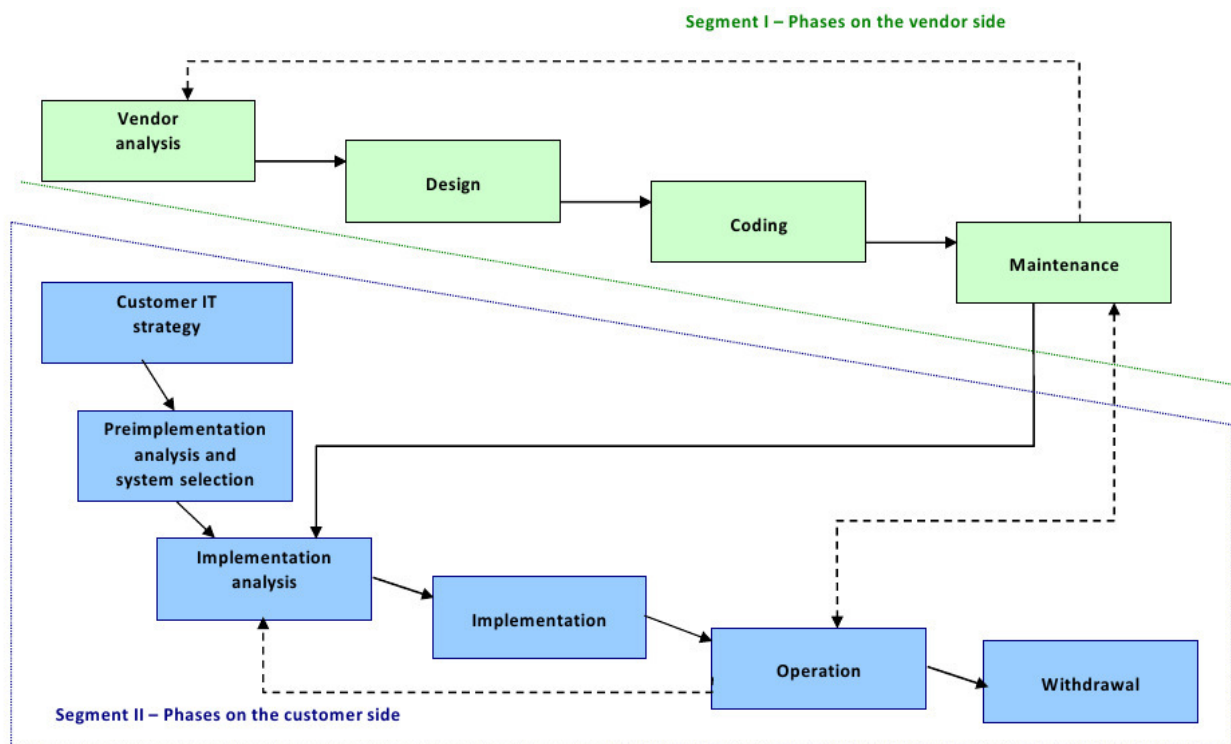 Segment I – Phases on the vendor side
Vendor
analysis
Design
Coding
Maintenance
Customer IT
strategy
Preimplementation
analysis and
system selection
Implementation
analysis
Implementation
Operation
Withdrawal
Segment II – Phases on the customer side